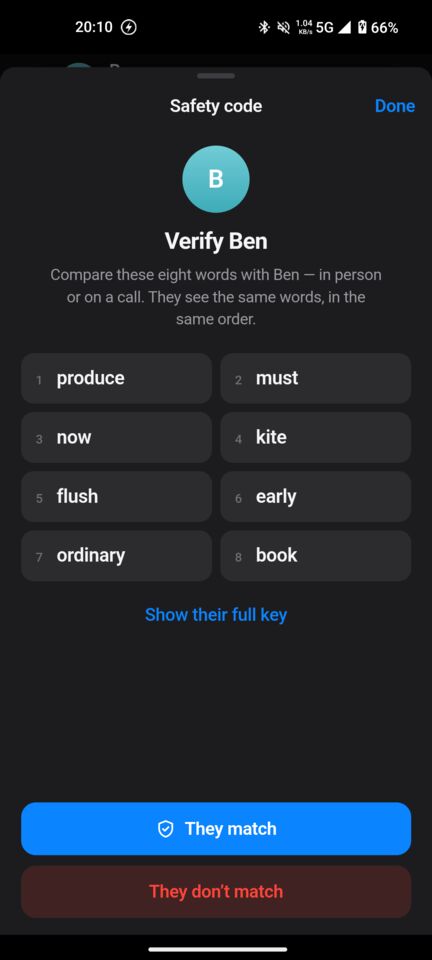 20:10
1.04 KB/s 5G 66%
Safety code
Done
B
Verify Ben
Compare these eight words with Ben — in person
or on a call. They see the same words, in the
same order.
1 produce
2 must
3 now
4 kite
5 flush
6 early
7 ordinary
8 book
Show their full key
They match
They don't match